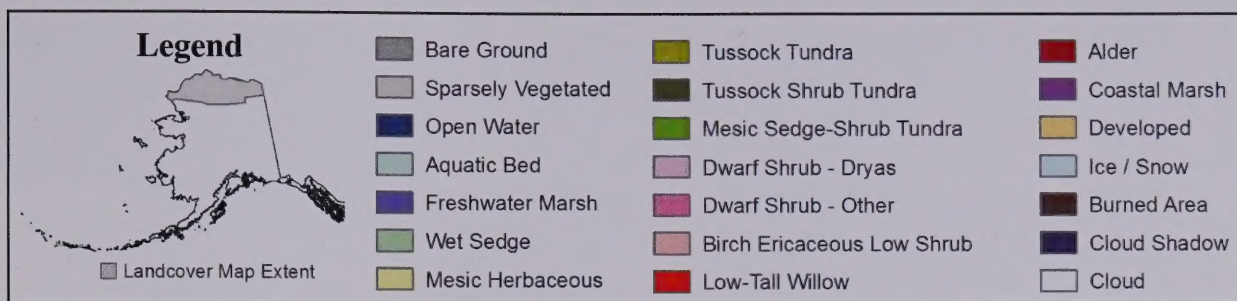 Legend
Landcover Map Extent
Bare Ground
Sparsely Vegetated
Open Water
Aquatic Bed
Freshwater Marsh
Wet Sedge
Mesic Herbaceous
Tussock Tundra
Tussock Shrub Tundra
Mesic Sedge-Shrub Tundra
Dwarf Shrub - Dryas
Dwarf Shrub - Other
Birch Ericaceous Low Shrub
Low-Tall Willow
Alder
Coastal Marsh
Developed
Ice / Snow
Burned Area
Cloud Shadow
Cloud